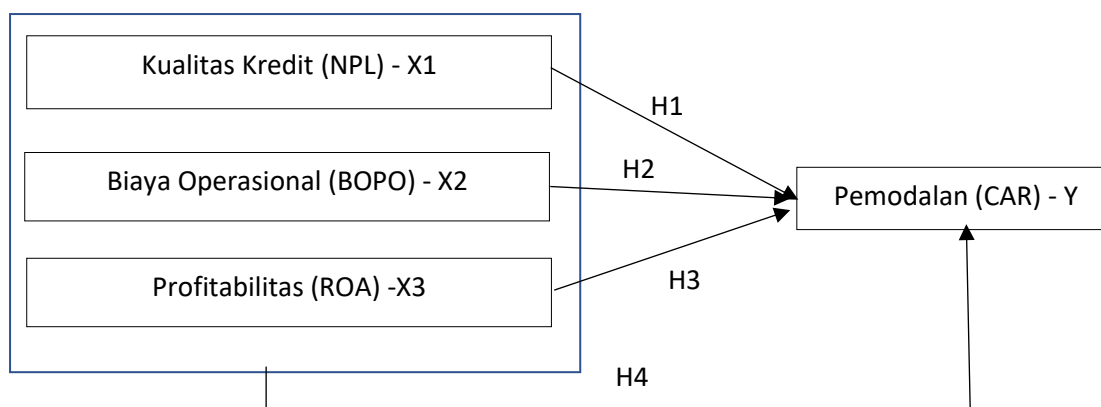 Kualitas Kredit (NPL) - X1
H1
Biaya Operasional (BOPO) - X2
H2
Pemodalan (CAR) - Y
Profitabilitas (ROA) -X3
H3
H4